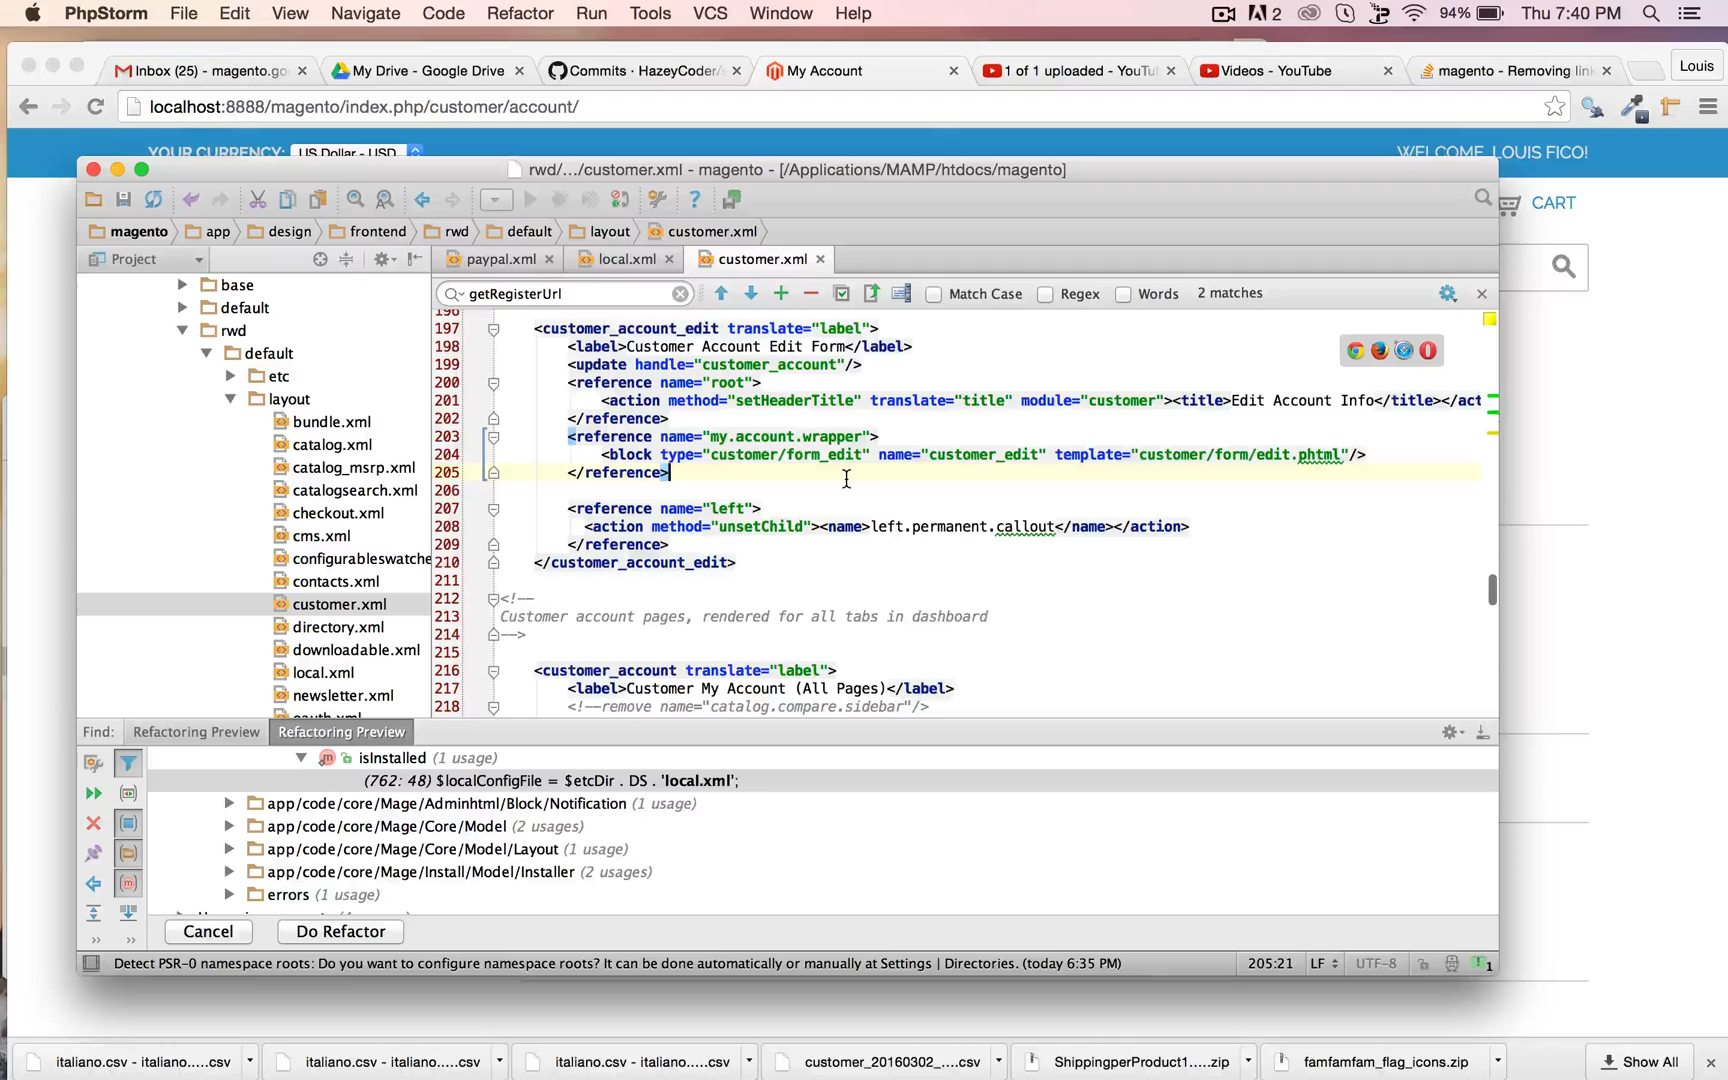 PhpStorm File Edit View Navigate Code Refactor Run Tools VCS Window Help 2 94% Thu 7:40 PM
Inbox (25) - magento.go My Drive - Google Drive Commits · HazeyCoder/ My Account 1 of 1 uploaded - YouTu Videos - YouTube magento - Removing lin Louis
localhost:8888/magento/index.php/customer/account/
YOUR CURRENCY: US Dollar - USD WELCOME, LOUIS FICO!
rwd/.../customer.xml - magento - [/Applications/MAMP/htdocs/magento]
CART
magento app design frontend rwd default layout customer.xml
Project paypal.xml local.xml customer.xml
getRegisterUrl Match Case Regex Words 2 matches
base
default
rwd
default
etc
layout
bundle.xml
catalog.xml
catalog_msrp.xml
catalogsearch.xml
checkout.xml
cms.xml
configurableswatche
contacts.xml
customer.xml
directory.xml
downloadable.xml
local.xml
newsletter.xml
oauth.xml
196
197 <customer_account_edit translate="label">
198 <label>Customer Account Edit Form</label>
199 <update handle="customer_account"/>
200 <reference name="root">
201 <action method="setHeaderTitle" translate="title" module="customer"><title>Edit Account Info</title></act
202 </reference>
203 <reference name="my.account.wrapper">
204 <block type="customer/form_edit" name="customer_edit" template="customer/form/edit.phtml"/>
205 </reference>
206
207 <reference name="left">
208 <action method="unsetChild"><name>left.permanent.callout</name></action>
209 </reference>
210 </customer_account_edit>
211
212 <!--
213 Customer account pages, rendered for all tabs in dashboard
214 -->
215
216 <customer_account translate="label">
217 <label>Customer My Account (All Pages)</label>
218 <!--remove name="catalog.compare.sidebar"/>
Find: Refactoring Preview Refactoring Preview
isInstalled (1 usage)
(762: 48) $localConfigFile = $etcDir . DS . 'local.xml';
app/code/core/Mage/Adminhtml/Block/Notification (1 usage)
app/code/core/Mage/Core/Model (2 usages)
app/code/core/Mage/Core/Model/Layout (1 usage)
app/code/core/Mage/Install/Model/Installer (2 usages)
errors (1 usage)
Cancel Do Refactor
Detect PSR-0 namespace roots: Do you want to configure namespace roots? It can be done automatically or manually at Settings | Directories. (today 6:35 PM) 205:21 LF UTF-8 1
italiano.csv - italiano.....csv italiano.csv - italiano.....csv italiano.csv - italiano.....csv customer_20160302_....csv ShippingperProduct1....zip famfamfam_flag_icons.zip Show All